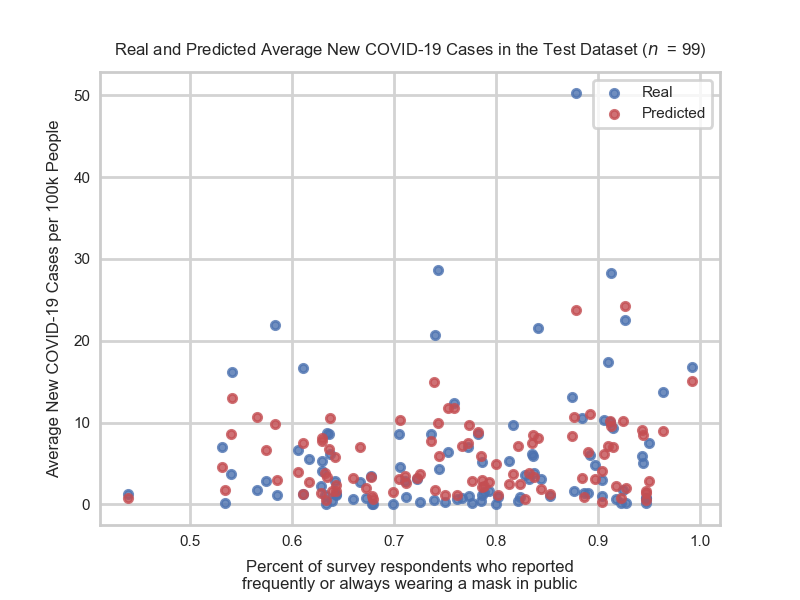 Real and Predicted Average New COVID-19 Cases in the Test Dataset (n = 99)
Real
Predicted
50
40
30
20
10
0
Average New COVID-19 Cases per 100k People
0.5 0.6 0.7 0.8 0.9 1.0
Percent of survey respondents who reported
frequently or always wearing a mask in public